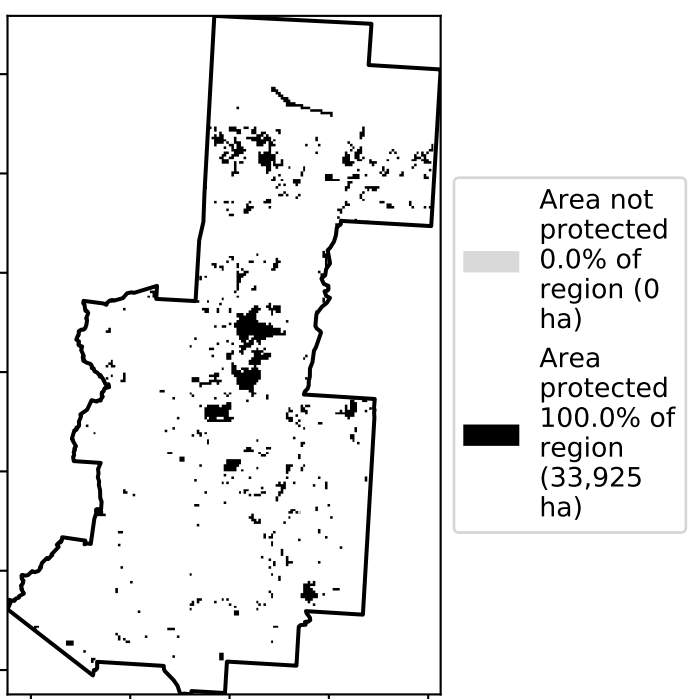 Area not
protected
0.0% of
region (0
ha)
Area
protected
100.0% of
region
(33,925
ha)